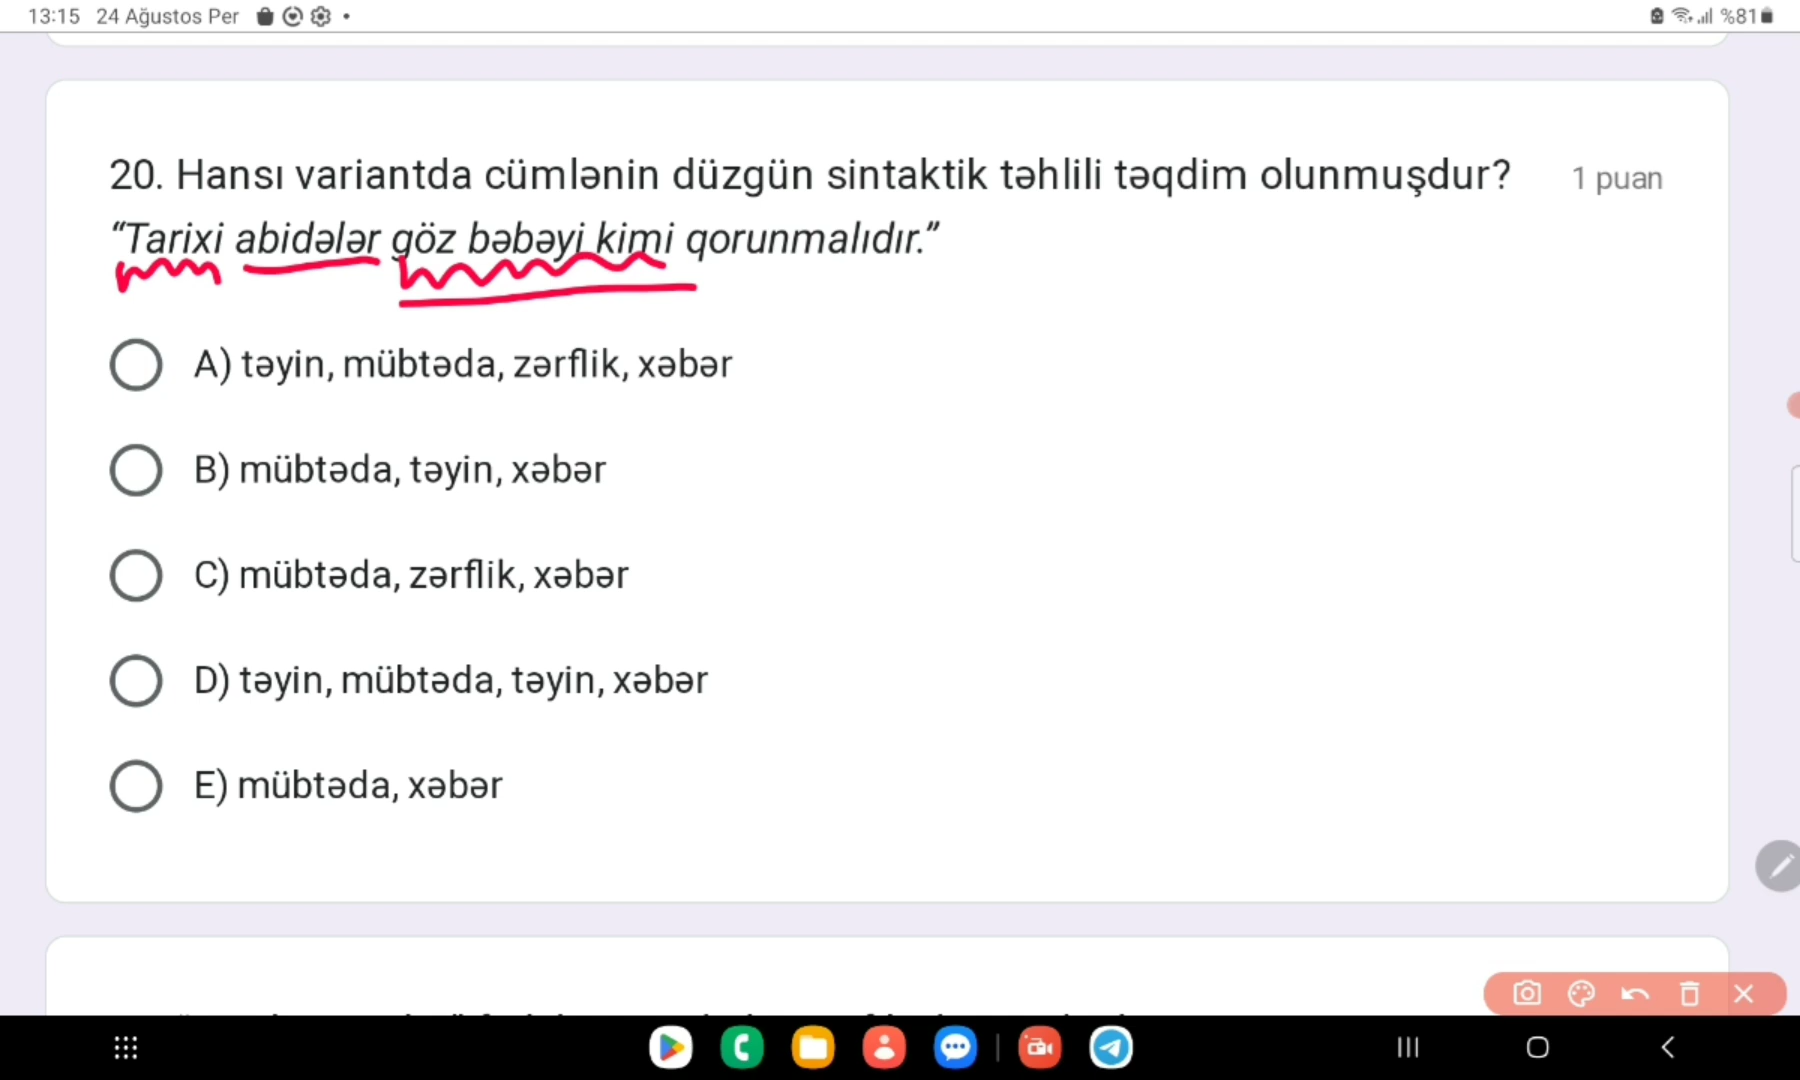 13:15 24 Ağustos Per
%81
20. Hansı variantda cümlənin düzgün sintaktik təhlili təqdim olunmuşdur?
1 puan
“Tarixi abidələr göz bəbəyi kimi qorunmalıdır.”
A) təyin, mübtəda, zərflik, xəbər
B) mübtəda, təyin, xəbər
C) mübtəda, zərflik, xəbər
D) təyin, mübtəda, təyin, xəbər
E) mübtəda, xəbər